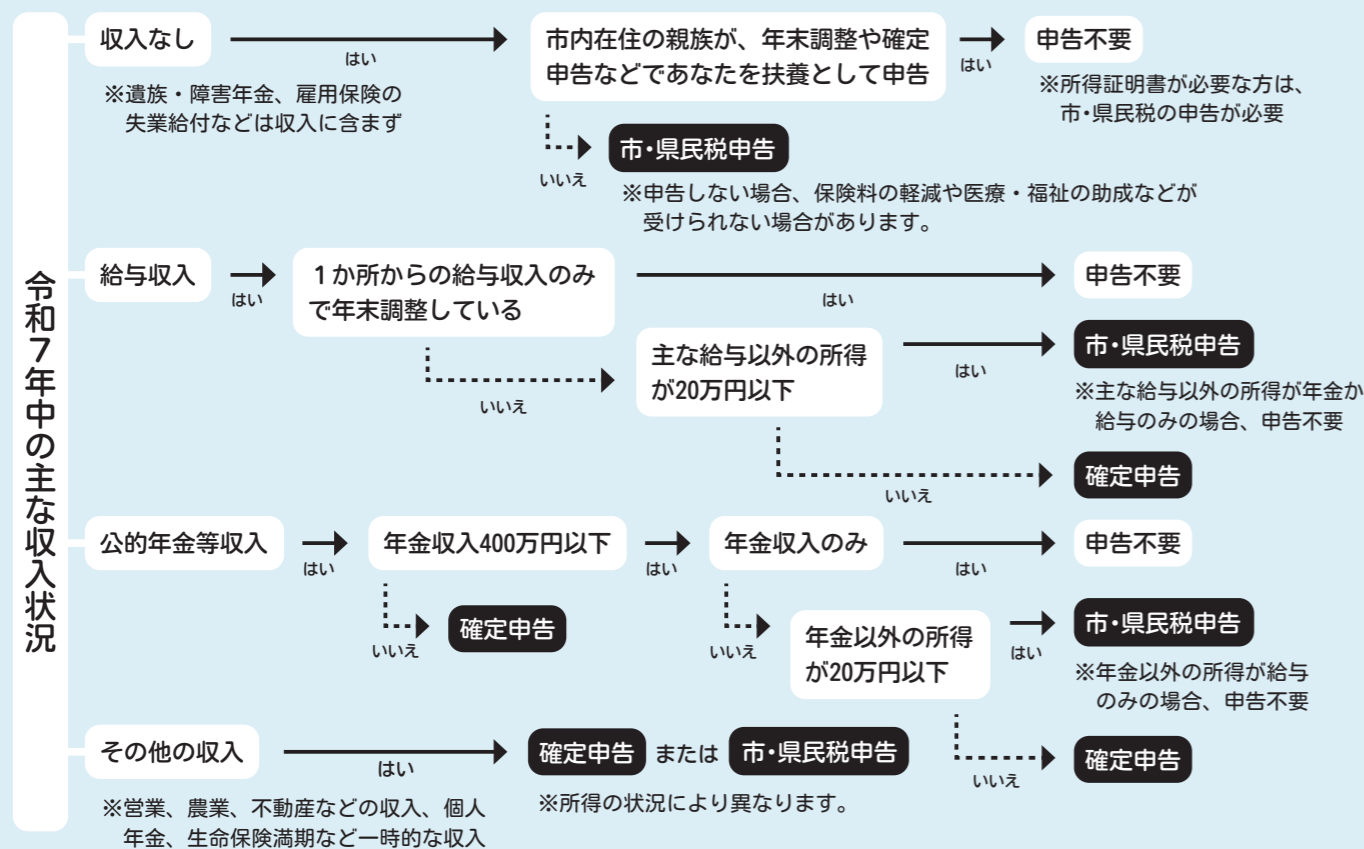 令和７年中の主な収入状況
収入なし
はい
※遺族・障害年金、雇用保険の
失業給付などは収入に含まず
市内在住の親族が、年末調整や確定
申告などであなたを扶養として申告
はい
申告不要
※所得証明書が必要な方は、
市・県民税の申告が必要
いいえ
市・県民税申告
※申告しない場合、保険料の軽減や医療・福祉の助成などが
受けられない場合があります。
給与収入
はい
１か所からの給与収入のみ
で年末調整している
はい
申告不要
いいえ
主な給与以外の所得
が20万円以下
はい
市・県民税申告
※主な給与以外の所得が年金か
給与のみの場合、申告不要
いいえ
確定申告
公的年金等収入
はい
年金収入400万円以下
はい
年金収入のみ
はい
申告不要
いいえ
確定申告
いいえ
年金以外の所得
が20万円以下
はい
市・県民税申告
※年金以外の所得が給与
のみの場合、申告不要
いいえ
確定申告
その他の収入
はい
確定申告 または 市・県民税申告
※所得の状況により異なります。
※営業、農業、不動産などの収入、個人
年金、生命保険満期など一時的な収入